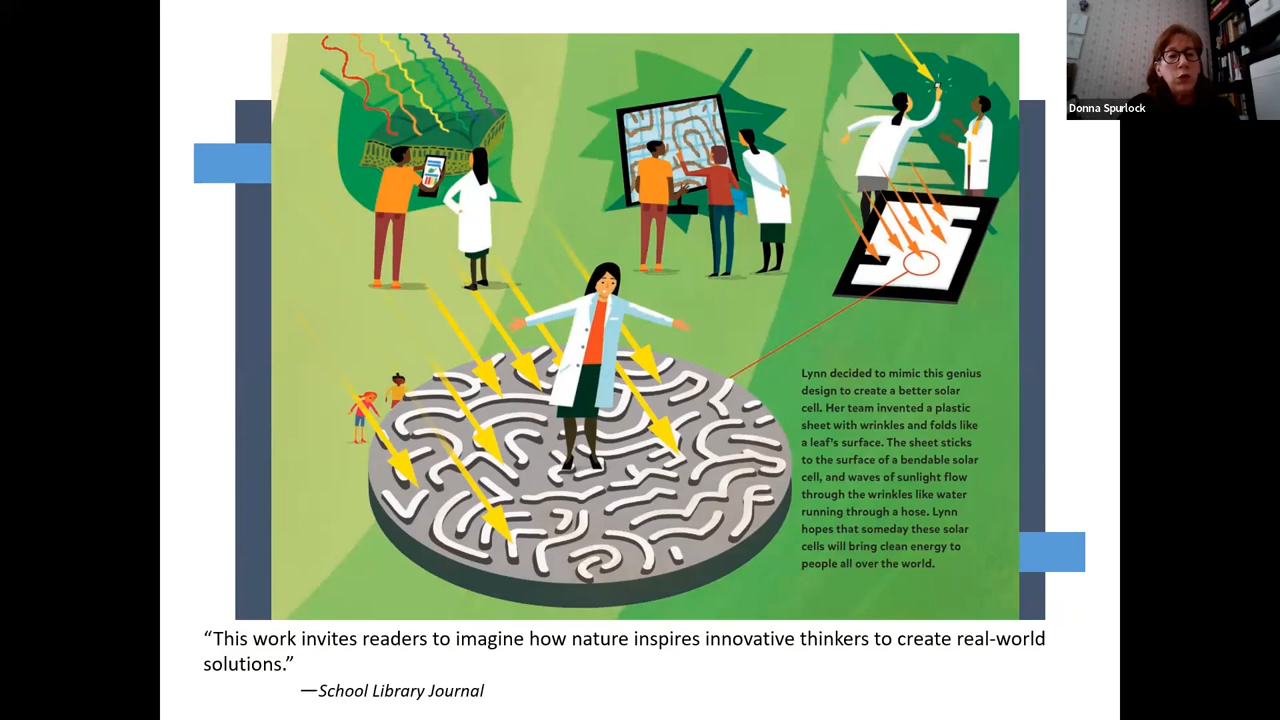 Donna Spurlock
Lynn decided to mimic this genius
design to create a better solar
cell. Her team invented a plastic
sheet with wrinkles and folds like
a leaf's surface. The sheet sticks
to the surface of a bendable solar
cell, and waves of sunlight flow
through the wrinkles like water
running through a hose. Lynn
hopes that someday these solar
cells will bring clean energy to
people all over the world.
“This work invites readers to imagine how nature inspires innovative thinkers to create real-world
solutions.”
—School Library Journal